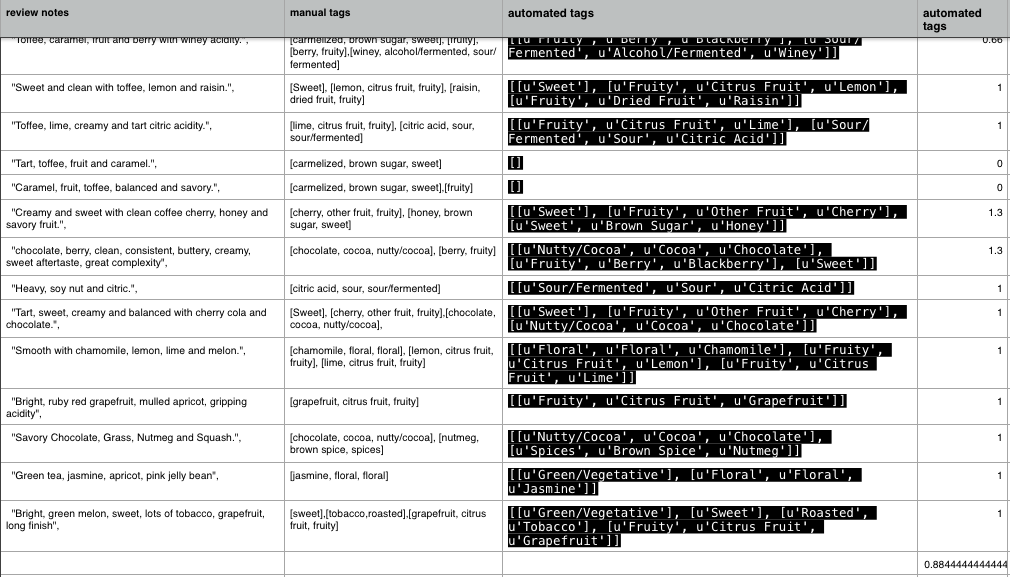 review notes
manual tags
automated tags
automated
tags
"Toffee, caramel, fruit and berry with winey acidity.",
[carmelized, brown sugar, sweet], [fruity],
[berry, fruity],[winey, alcohol/fermented, sour/
fermented]
[[u'Fruity', u'Berry', u'Blackberry'], [u'Sour/
Fermented', u'Alcohol/Fermented', u'Winey']]
0.66
"Sweet and clean with toffee, lemon and raisin.",
[Sweet], [lemon, citrus fruit, fruity], [raisin,
dried fruit, fruity]
[[u'Sweet'], [u'Fruity', u'Citrus Fruit', u'Lemon'],
[u'Fruity', u'Dried Fruit', u'Raisin']]
1
"Toffee, lime, creamy and tart citric acidity.",
[lime, citrus fruit, fruity], [citric acid, sour,
sour/fermented]
[[u'Fruity', u'Citrus Fruit', u'Lime'], [u'Sour/
Fermented', u'Sour', u'Citric Acid']]
1
"Tart, toffee, fruit and caramel.",
[carmelized, brown sugar, sweet]
[]
0
"Caramel, fruit, toffee, balanced and savory.",
[carmelized, brown sugar, sweet],[fruity]
[]
0
"Creamy and sweet with clean coffee cherry, honey and
savory fruit.",
[cherry, other fruit, fruity], [honey, brown
sugar, sweet]
[[u'Sweet'], [u'Fruity', u'Other Fruit', u'Cherry'],
[u'Sweet', u'Brown Sugar', u'Honey']]
1.3
"chocolate, berry, clean, consistent, buttery, creamy,
sweet aftertaste, great complexity",
[chocolate, cocoa, nutty/cocoa], [berry, fruity]
[[u'Nutty/Cocoa', u'Cocoa', u'Chocolate'],
[u'Fruity', u'Berry', u'Blackberry'], [u'Sweet']]
1.3
"Heavy, soy nut and citric.",
[citric acid, sour, sour/fermented]
[[u'Sour/Fermented', u'Sour', u'Citric Acid']]
1
"Tart, sweet, creamy and balanced with cherry cola and
chocolate.",
[Sweet], [cherry, other fruit, fruity],[chocolate,
cocoa, nutty/cocoa],
[[u'Sweet'], [u'Fruity', u'Other Fruit', u'Cherry'],
[u'Nutty/Cocoa', u'Cocoa', u'Chocolate']]
1
"Smooth with chamomile, lemon, lime and melon.",
[chamomile, floral, floral], [lemon, citrus fruit,
fruity], [lime, citrus fruit, fruity]
[[u'Floral', u'Floral', u'Chamomile'], [u'Fruity',
u'Citrus Fruit', u'Lemon'], [u'Fruity', u'Citrus
Fruit', u'Lime']]
1
"Bright, ruby red grapefruit, mulled apricot, gripping
acidity",
[grapefruit, citrus fruit, fruity]
[[u'Fruity', u'Citrus Fruit', u'Grapefruit']]
1
"Savory Chocolate, Grass, Nutmeg and Squash.",
[chocolate, cocoa, nutty/cocoa], [nutmeg,
brown spice, spices]
[[u'Nutty/Cocoa', u'Cocoa', u'Chocolate'],
[u'Spices', u'Brown Spice', u'Nutmeg']]
1
"Green tea, jasmine, apricot, pink jelly bean",
[jasmine, floral, floral]
[[u'Green/Vegetative'], [u'Floral', u'Floral',
u'Jasmine']]
1
"Bright, green melon, sweet, lots of tobacco, grapefruit,
long finish",
[sweet],[tobacco,roasted],[grapefruit, citrus
fruit, fruity]
[[u'Green/Vegetative'], [u'Sweet'], [u'Roasted',
u'Tobacco'], [u'Fruity', u'Citrus Fruit',
u'Grapefruit']]
1
0.8844444444444